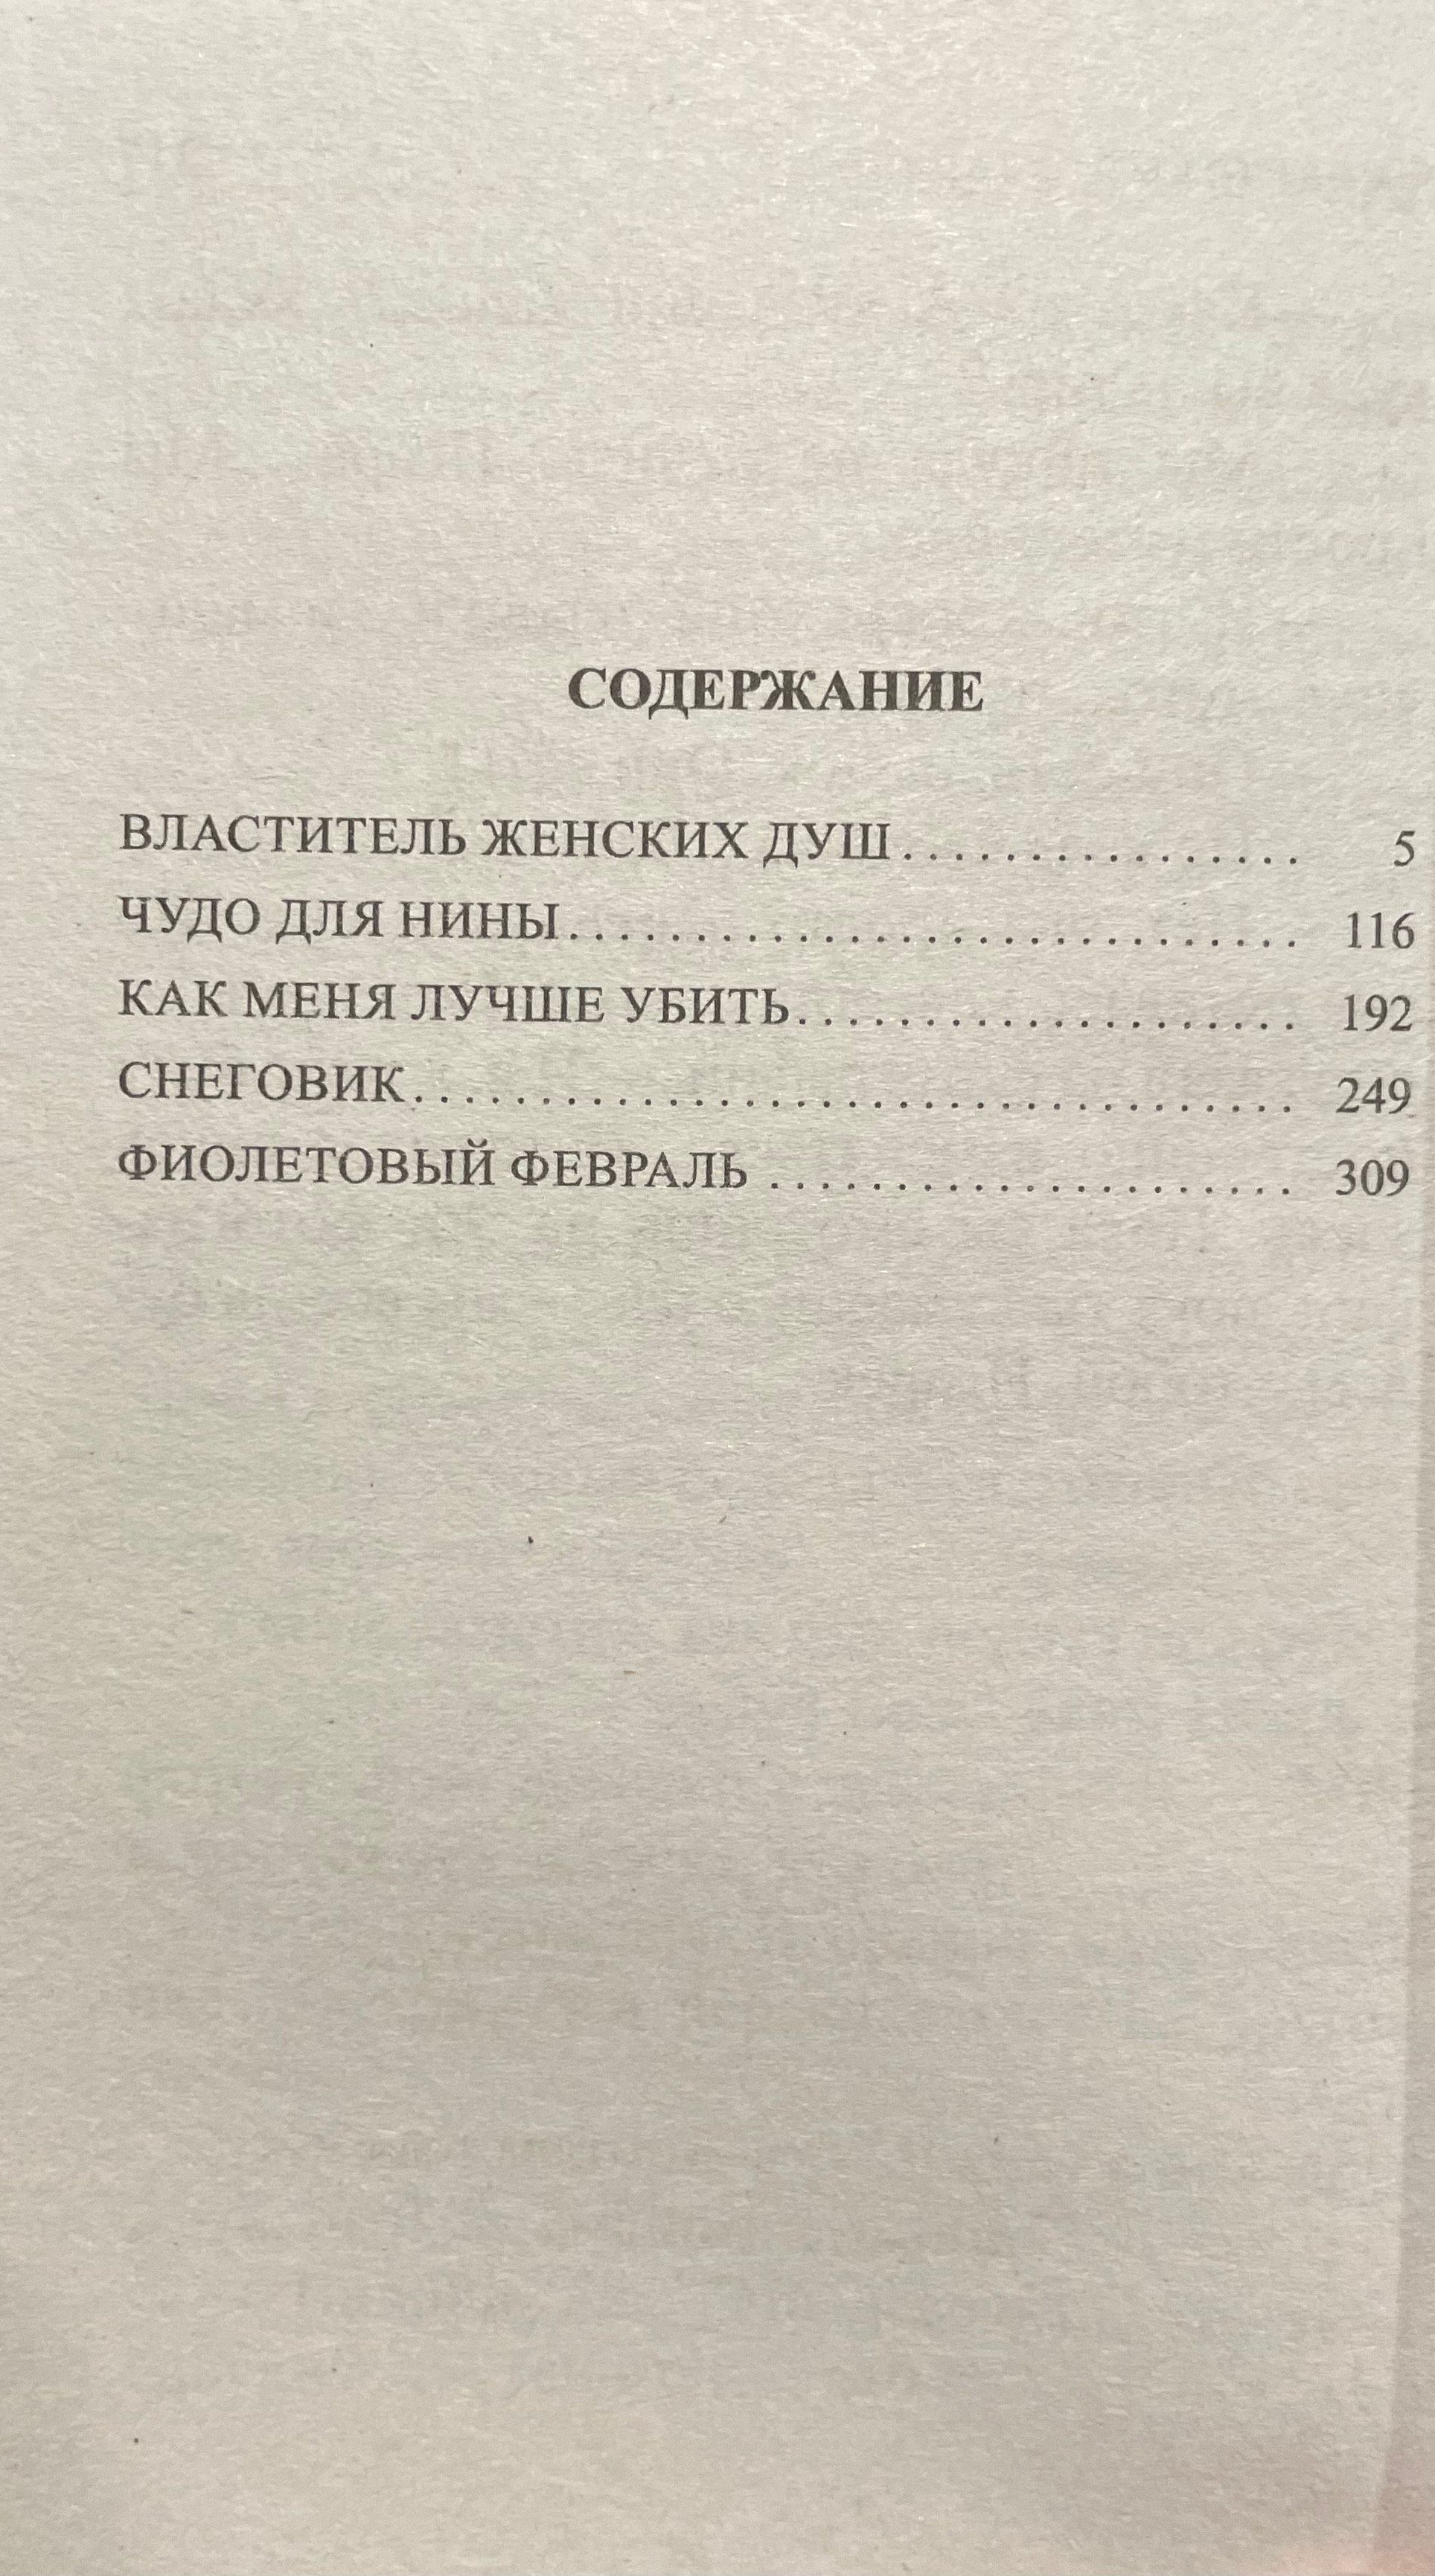 СОДЕРЖАНИЕ
ВЛАСТИТЕЛЬ ЖЕНСКИХ ДУШ................ 5
ЧУДО ДЛЯ НИНЫ............................. 116
КАК МЕНЯ ЛУЧШЕ УБИТЬ.................... 192
СНЕГОВИК................................... 249
ФИОЛЕТОВЫЙ ФЕВРАЛЬ ..................... 309